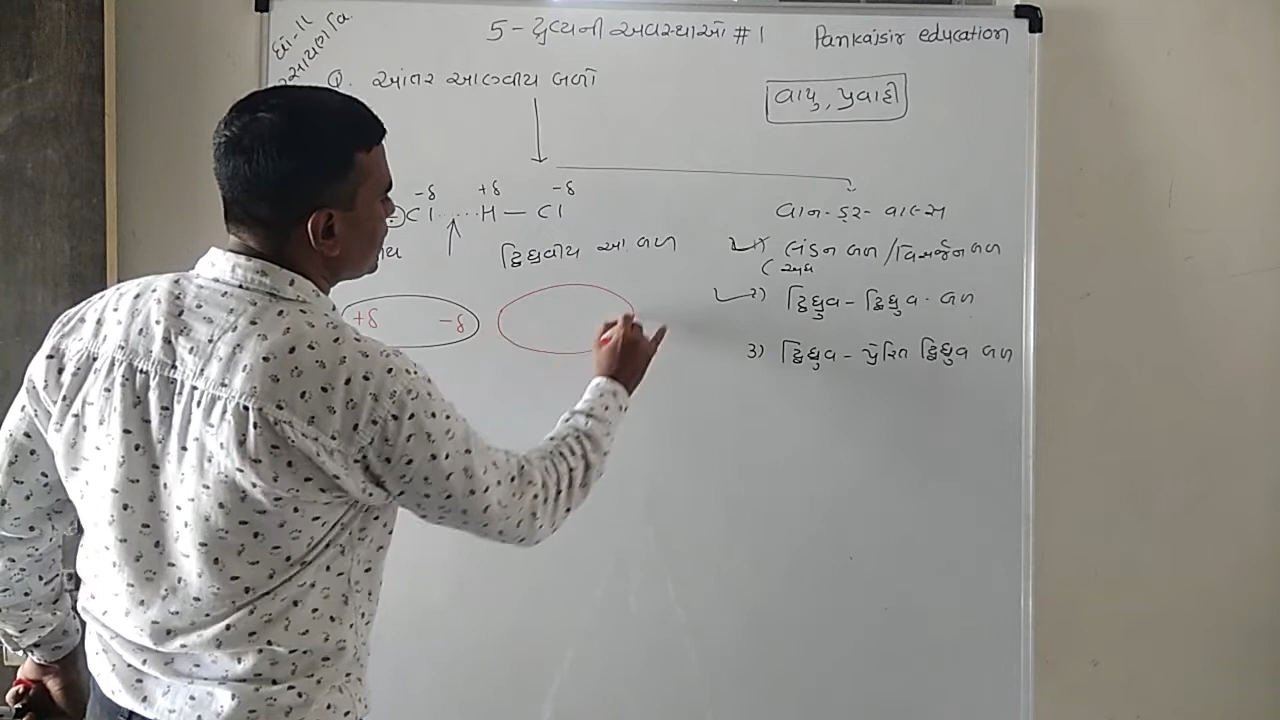 ધો-11
રસાયણ વિ.
5 - દ્રવ્યની અવસ્થાઓ #1 Pankajsir education
Q. આંતર આણ્વીય બળો
વાયુ, પ્રવાહી
-δ +δ -δ
Cl ····· H — Cl
વાન - ડર - વાલ્સ
દ્વિધ્રુવીય આ. બળ
1) લંડન બળ / વિસર્જન બળ
2) દ્વિધ્રુવ - દ્વિધ્રુવ બળ
+δ -δ
3) દ્વિધ્રુવ - પ્રેરિત દ્વિધ્રુવ બળ